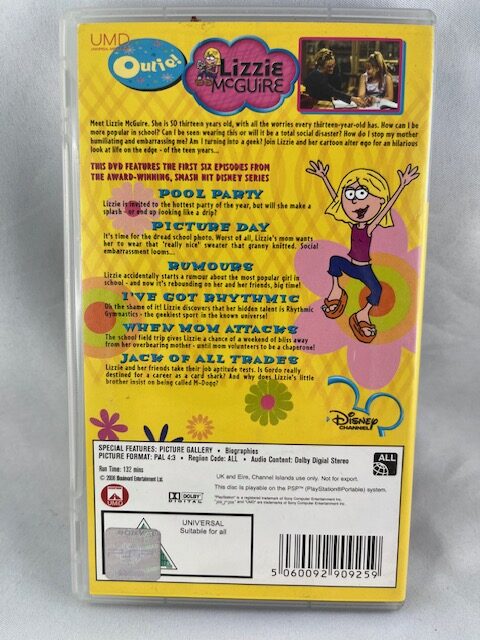 UMD
UNIVERSAL MEDIA DISC
Outlo!
Lizzie
McGUiRE
Meet Lizzie McGuire. She is SO thirteen years old, with all the worries every thirteen-year-old has. How can I be
more popular in school? Can I be seen wearing this or will it be a total social disaster? How do I stop my mother
humiliating and embarrassing me? Am I turning into a geek? Join Lizzie and her cartoon alter ego for an hilarious
look at life on the edge - of the teen years...
THIS DVD FEATURES THE FIRST SIX EPISODES FROM
THE AWARD-WINNING, SMASH HIT DISNEY SERIES
POOL PARTY
Lizzie is invited to the hottest party of the year, but will she make a
splash - or end up looking like a drip?
PICTURE DAY
It's time for the dread school photo. Worst of all, Lizzie's mom wants
her to wear that 'really nice' sweater that granny knitted. Social
embarrassment looms...
RUMOURS
Lizzie accidentally starts a rumour about the most popular girl in
school - and now it's rebounding on her and her friends, big time!
I'VE GOT RHYTHMIC
Oh the shame of it! Lizzie discovers that her hidden talent is Rhythmic
Gymnastics - the geekiest sport in the known universe!
WHEN MOM ATTACKS
The school field trip gives Lizzie a chance of a weekend of bliss away
from her overbearing mother - until mom volunteers to be a chaperone!
JACK OF ALL TRADES
Lizzie and her friends take their job aptitude tests. Is Gordo really
destined for a career as a card shark? And why does Lizzie's little
brother insist on being called M-Dogg?
Disney
CHANNEL
SPECIAL FEATURES: PICTURE GALLERY • Biographies
PICTURE FORMAT: PAL 4:3 • Region Code: ALL • Audio Content: Dolby Digial Stereo
ALL
Run Time: 132 mins
© 2006 Boulevard Entertainment Ltd.
UK and Eire, Channel Islands use only. Not for export.
This disc is playable on the PSP™ (PlayStation®Portable) system.
DOLBY
DIGITAL
UNIVERSAL
Suitable for all
5 060092 909259